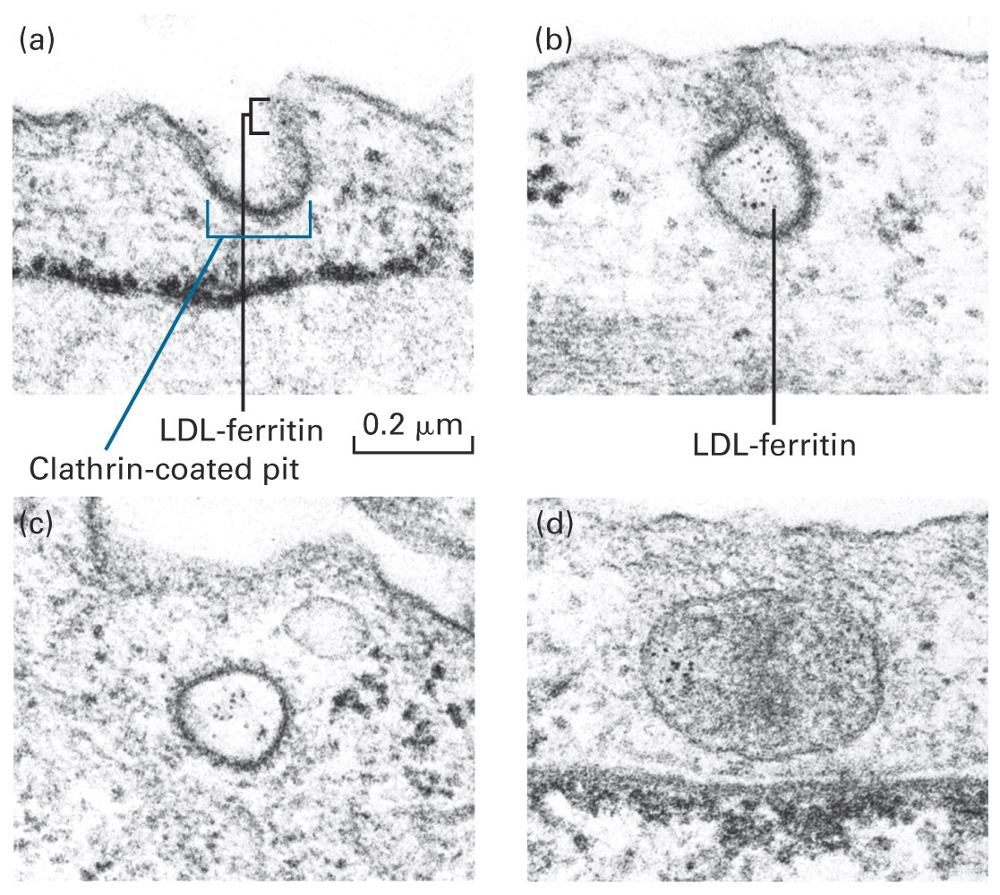 (a)
(b)
LDL-ferritin
0.2 μm
LDL-ferritin
Clathrin-coated pit
(c)
(d)